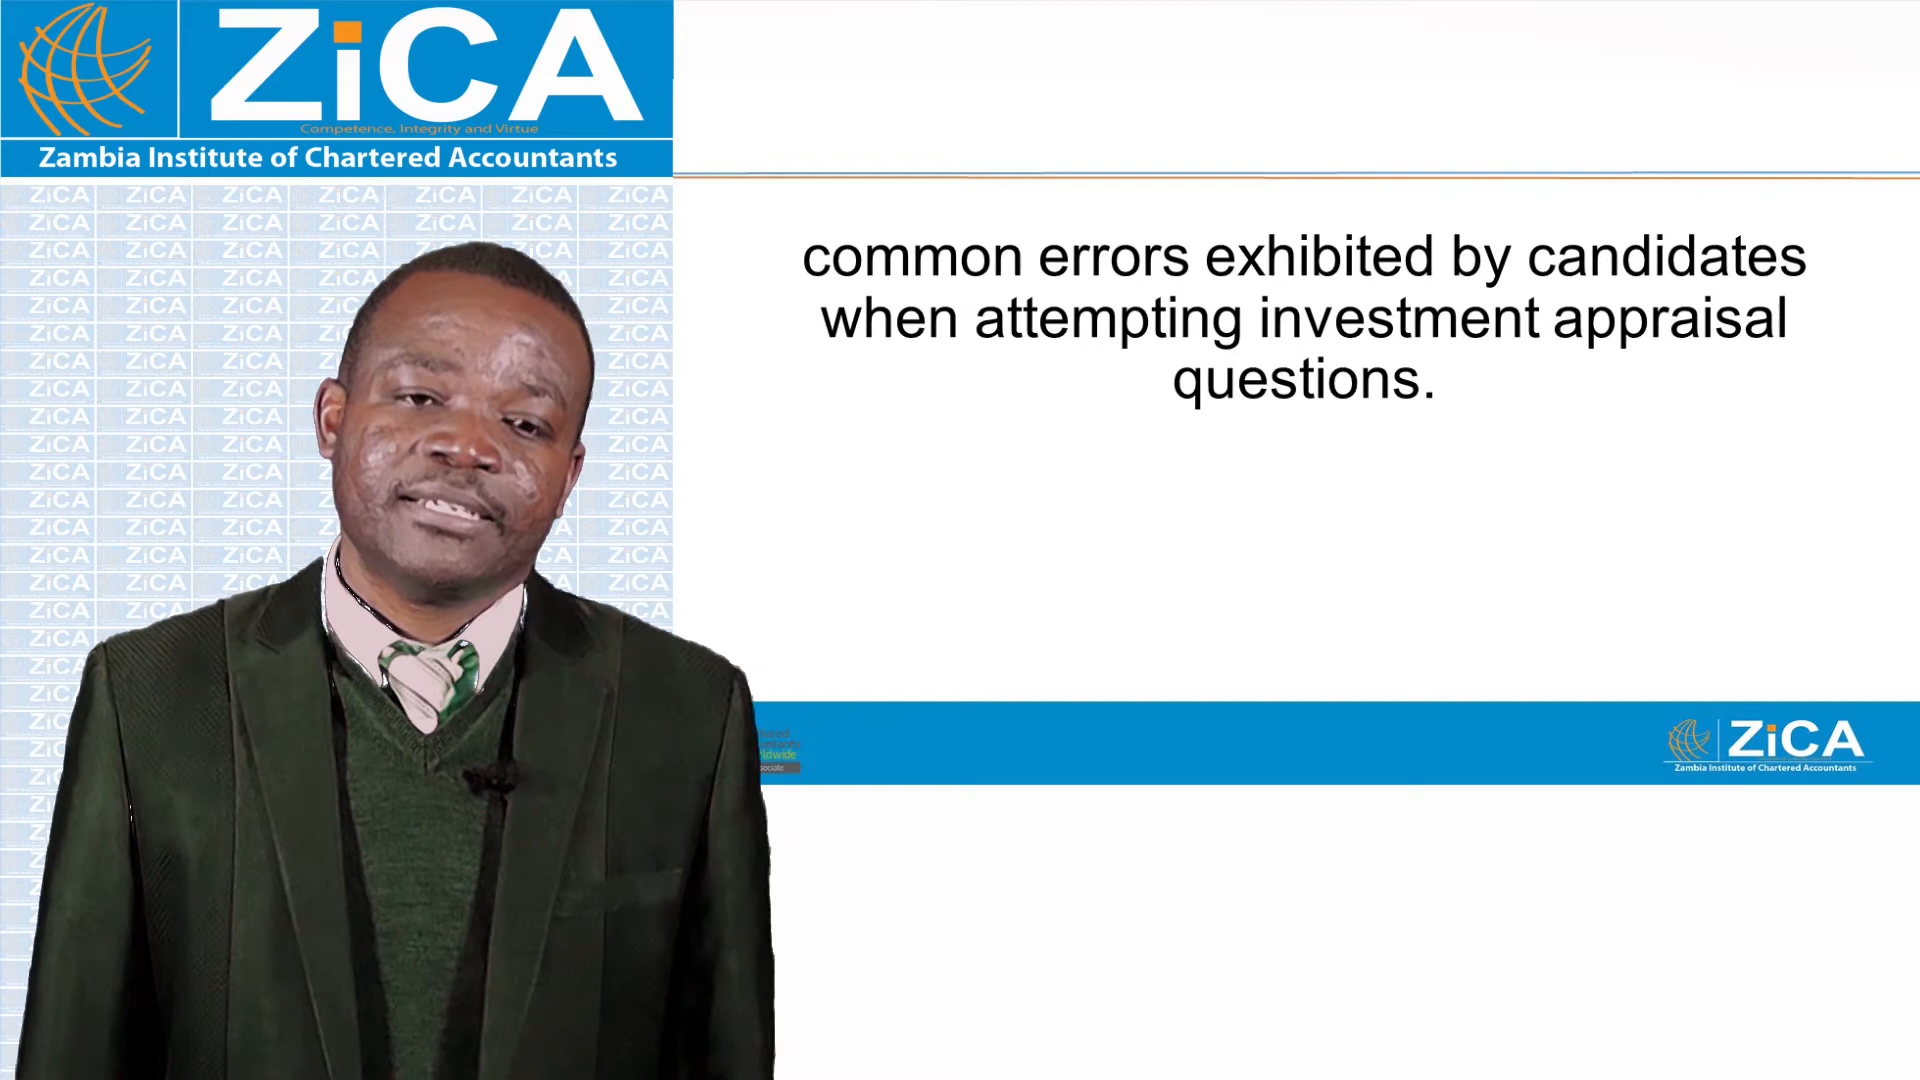 ZiCA
Competence, Integrity and Virtue
Zambia Institute of Chartered Accountants
common errors exhibited by candidates
when attempting investment appraisal
questions.
ZiCA
Zambia Institute of Chartered Accountants